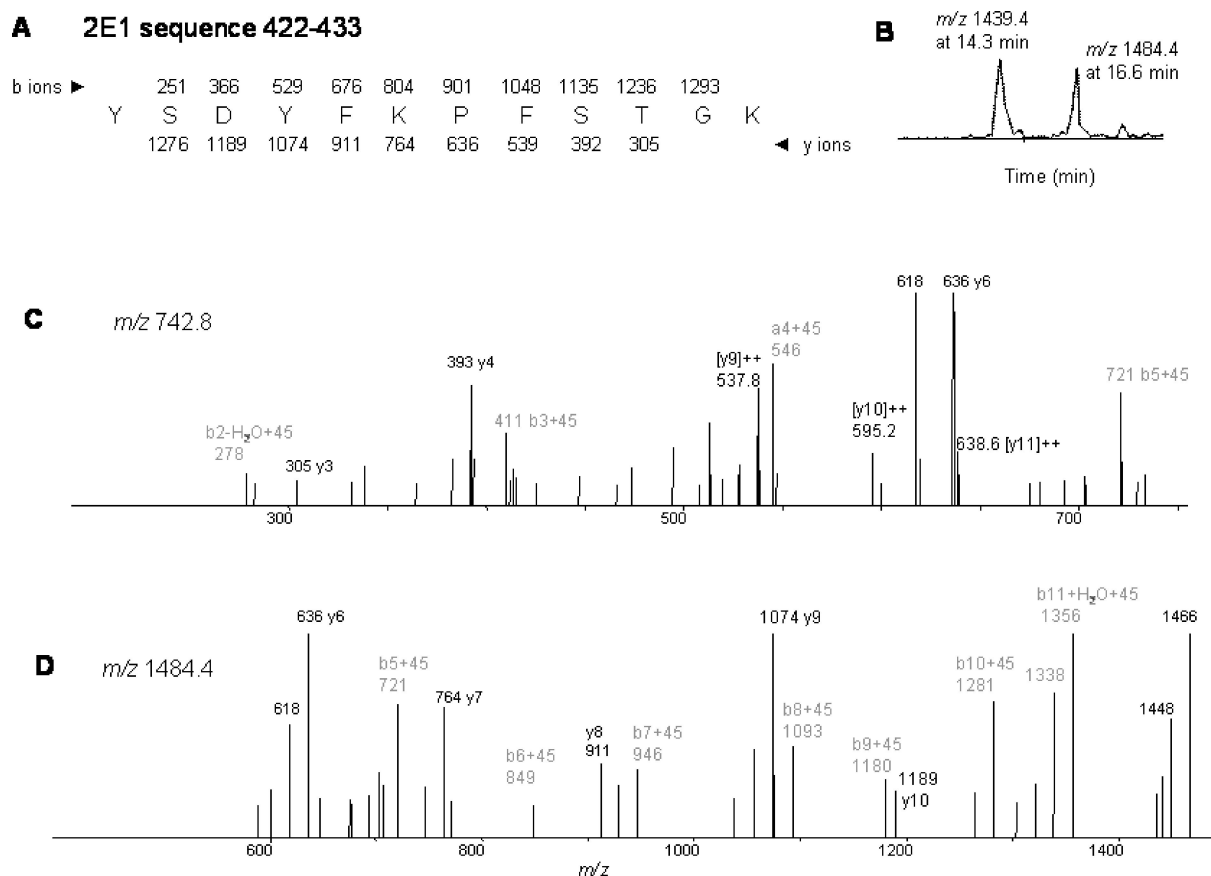 A 2E1 sequence 422-433
b ions ► 251 366 529 676 804 901 1048 1135 1236 1293
Y S D Y F K P F S T G K
1276 1189 1074 911 764 636 539 392 305 ◄ y ions
B
m/z 1439.4
at 14.3 min
m/z 1484.4
at 16.6 min
Time (min)
C
m/z 742.8
b2-H2O+45
278
305 y3
393 y4
411 b3+45
[y9]++
537.8
a4+45
546
[y10]++
595.2
618
636 y6
638.6 [y11]++
721 b5+45
300 500 700
D
m/z 1484.4
618
636 y6
b5+45
721
764 y7
b6+45
849
y8
911
b7+45
946
1074 y9
b8+45
1093
b9+45
1180
1189
y10
b10+45
1281
1338
b11+H2O+45
1356
1448
1466
600 800 1000 1200 1400
m/z